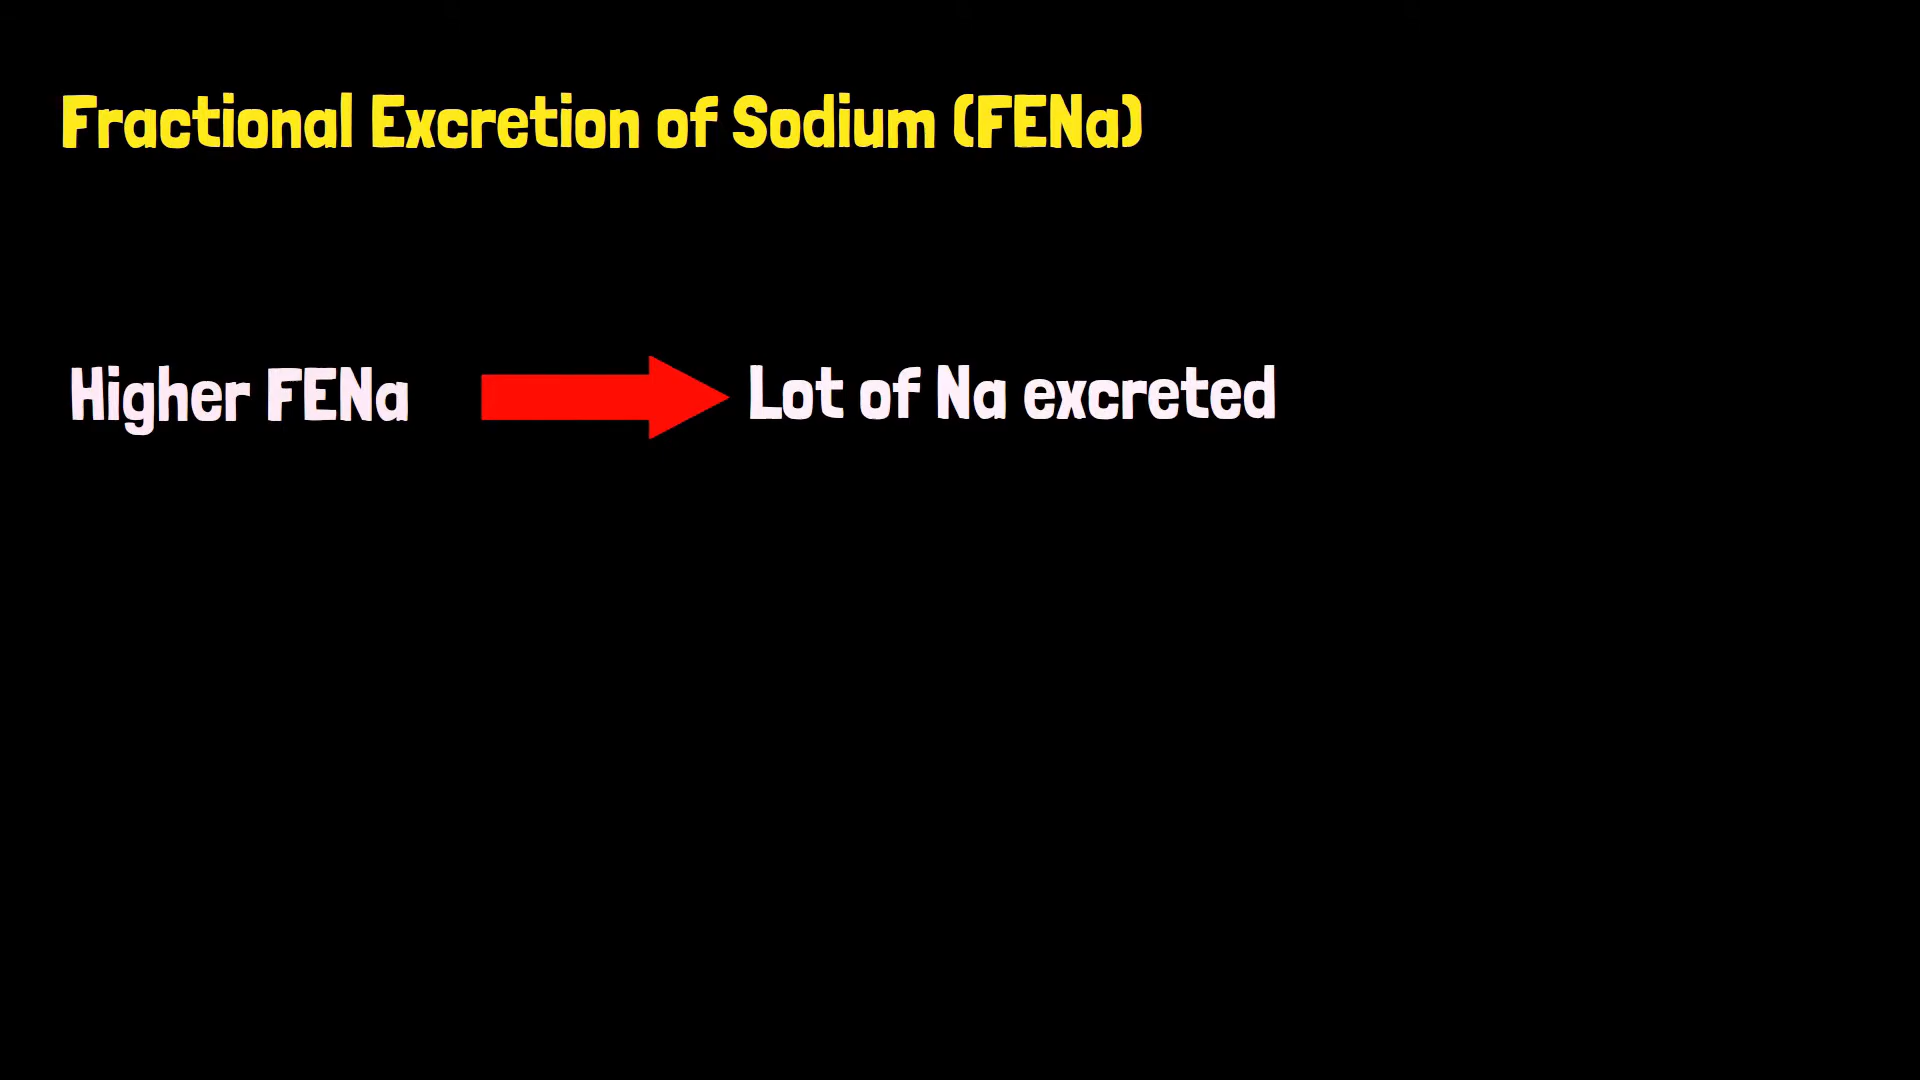 Fractional Excretion of Sodium (FENa)
Higher FENa Lot of Na excreted